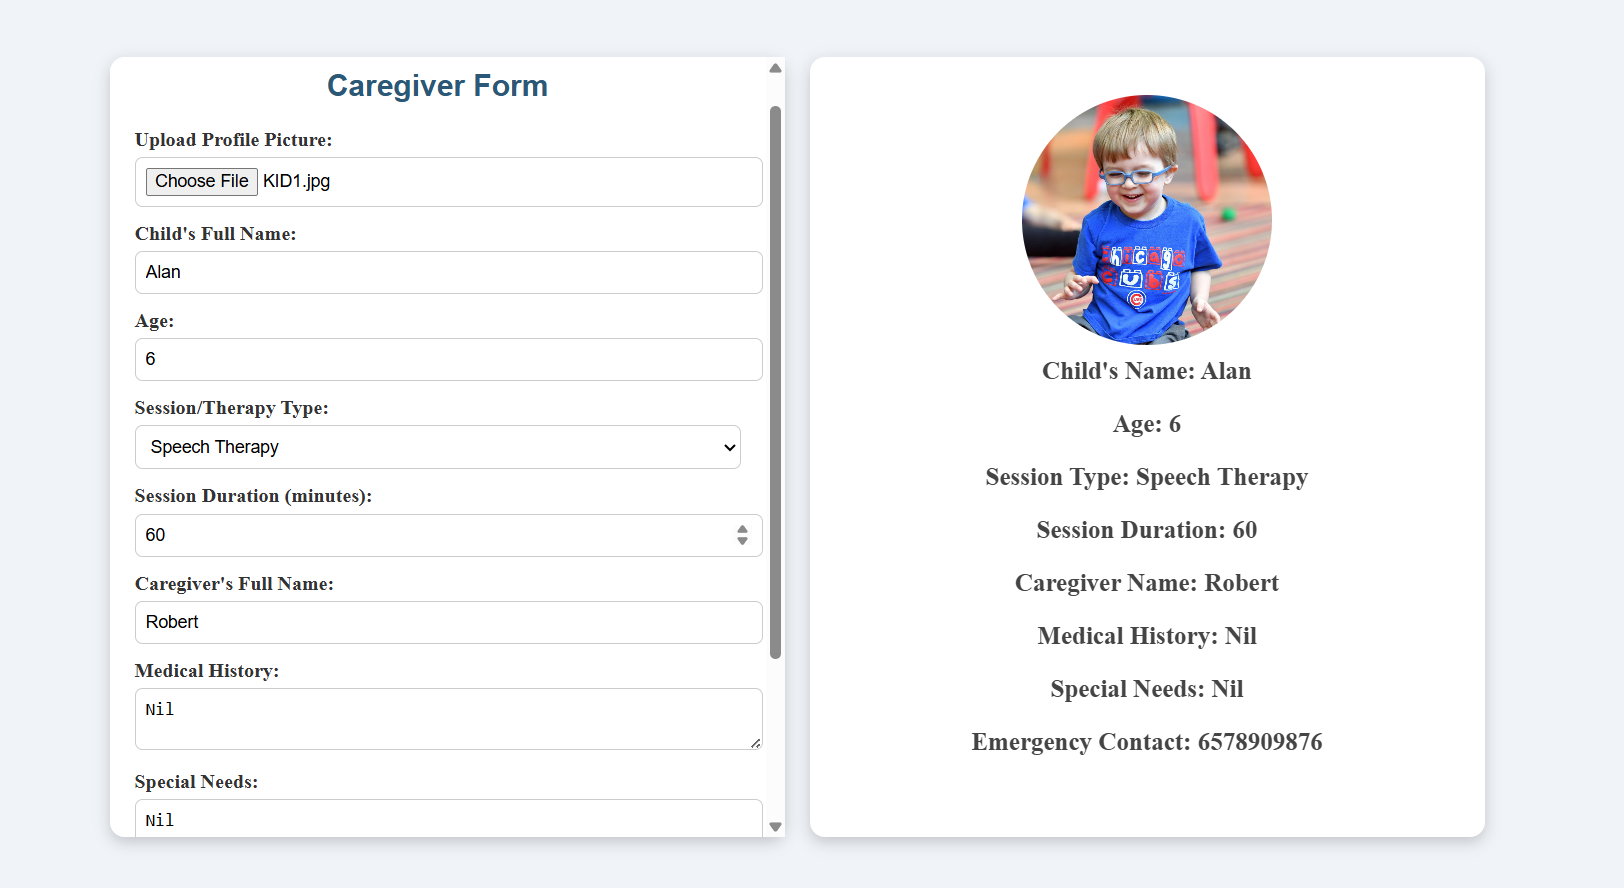 Caregiver Form
Upload Profile Picture:
Choose File KID1.jpg
Child's Full Name:
Alan
Age:
6
Session/Therapy Type:
Speech Therapy
Session Duration (minutes):
60
Caregiver's Full Name:
Robert
Medical History:
Nil
Special Needs:
Nil
Chicago
CUBS
Child's Name: Alan
Age: 6
Session Type: Speech Therapy
Session Duration: 60
Caregiver Name: Robert
Medical History: Nil
Special Needs: Nil
Emergency Contact: 6578909876